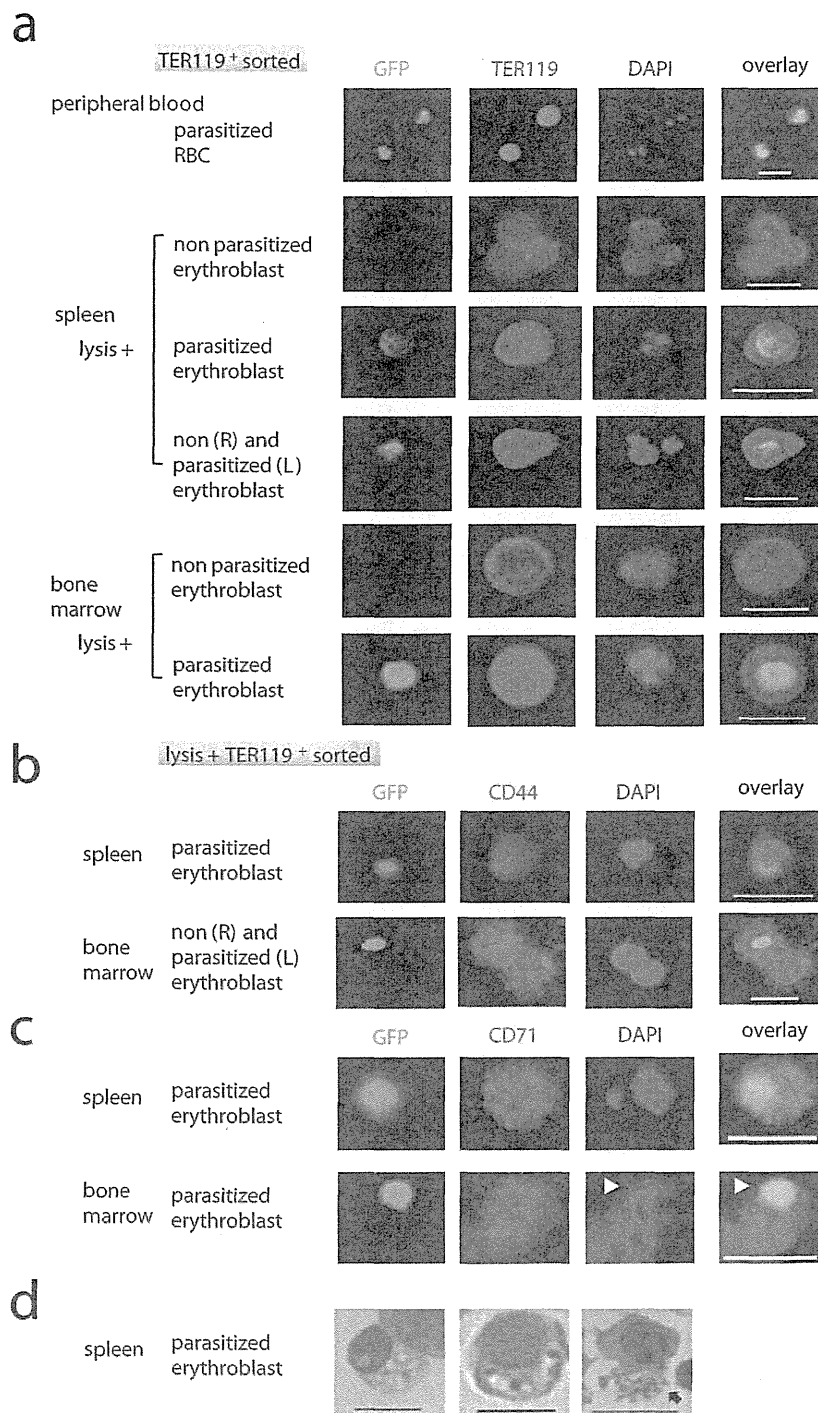 a
TER119+ sorted
GFP TER119 DAPI overlay
peripheral blood
parasitized
RBC
non parasitized
erythroblast
spleen
lysis +
parasitized
erythroblast
non (R) and
parasitized (L)
erythroblast
bone
marrow
lysis +
non parasitized
erythroblast
parasitized
erythroblast
b
lysis + TER119+ sorted
GFP CD44 DAPI overlay
spleen parasitized
erythroblast
bone
marrow
non (R) and
parasitized (L)
erythroblast
c
GFP CD71 DAPI overlay
spleen parasitized
erythroblast
bone
marrow
parasitized
erythroblast
d
spleen parasitized
erythroblast